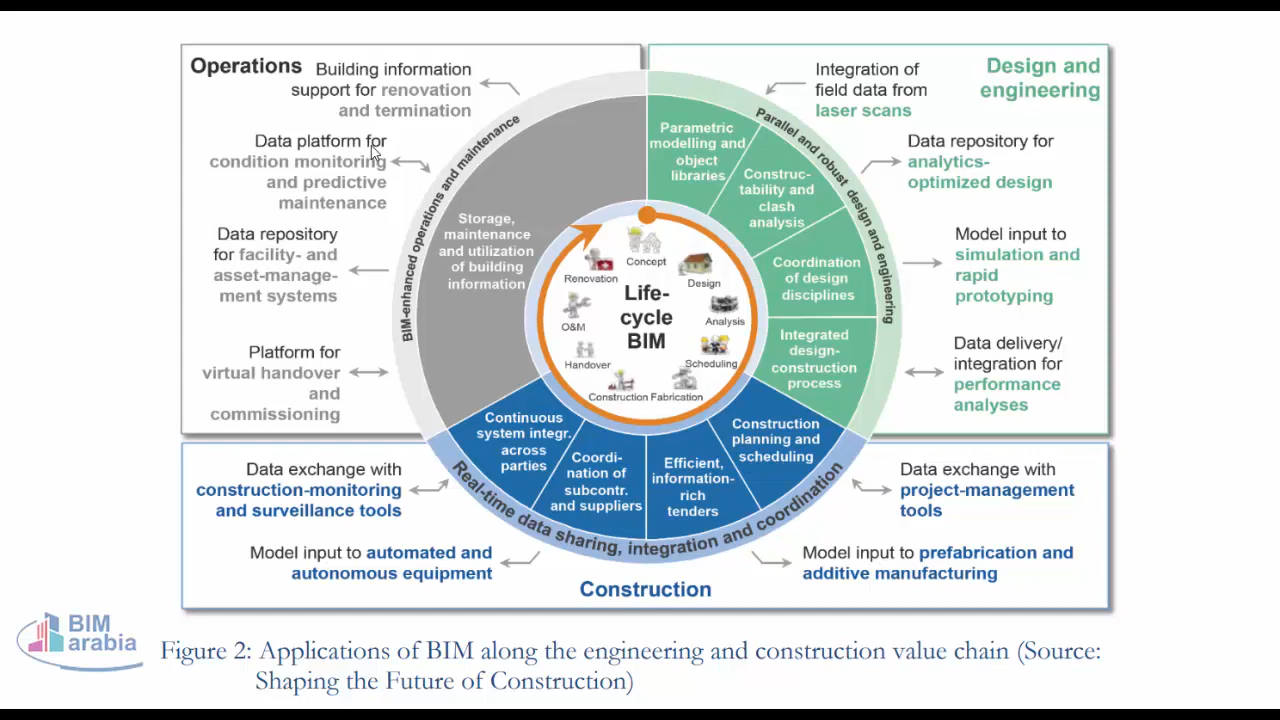 Operations
Building information
support for renovation
and termination
Data platform for
condition monitoring
and predictive
maintenance
Data repository
for facility- and
asset-manage-
ment systems
Platform for
virtual handover
and
commissioning
Design and
engineering
Integration of
field data from
laser scans
Data repository for
analytics-
optimized design
Model input to
simulation and
rapid
prototyping
Data delivery/
integration for
performance
analyses
BIM-enhanced operations and maintenance
Parallel and robust design and engineering
Storage,
maintenance
and utilization
of building
information
Parametric
modelling and
object
libraries
Construc-
tability and
clash
analysis
Coordination
of design
disciplines
Integrated
design-
construction
process
Life-
cycle
BIM
Concept
Design
Analysis
Scheduling
Fabrication
Construction
Handover
O&M
Renovation
Continuous
system integr.
across
parties
Coordi-
nation of
subcontr.
and suppliers
Efficient,
information-
rich
tenders
Construction
planning and
scheduling
Real-time data sharing, integration and coordination
Data exchange with
construction-monitoring
and surveillance tools
Model input to automated and
autonomous equipment
Data exchange with
project-management
tools
Model input to prefabrication and
additive manufacturing
Construction
BIM
arabia
Figure 2: Applications of BIM along the engineering and construction value chain (Source:
Shaping the Future of Construction)